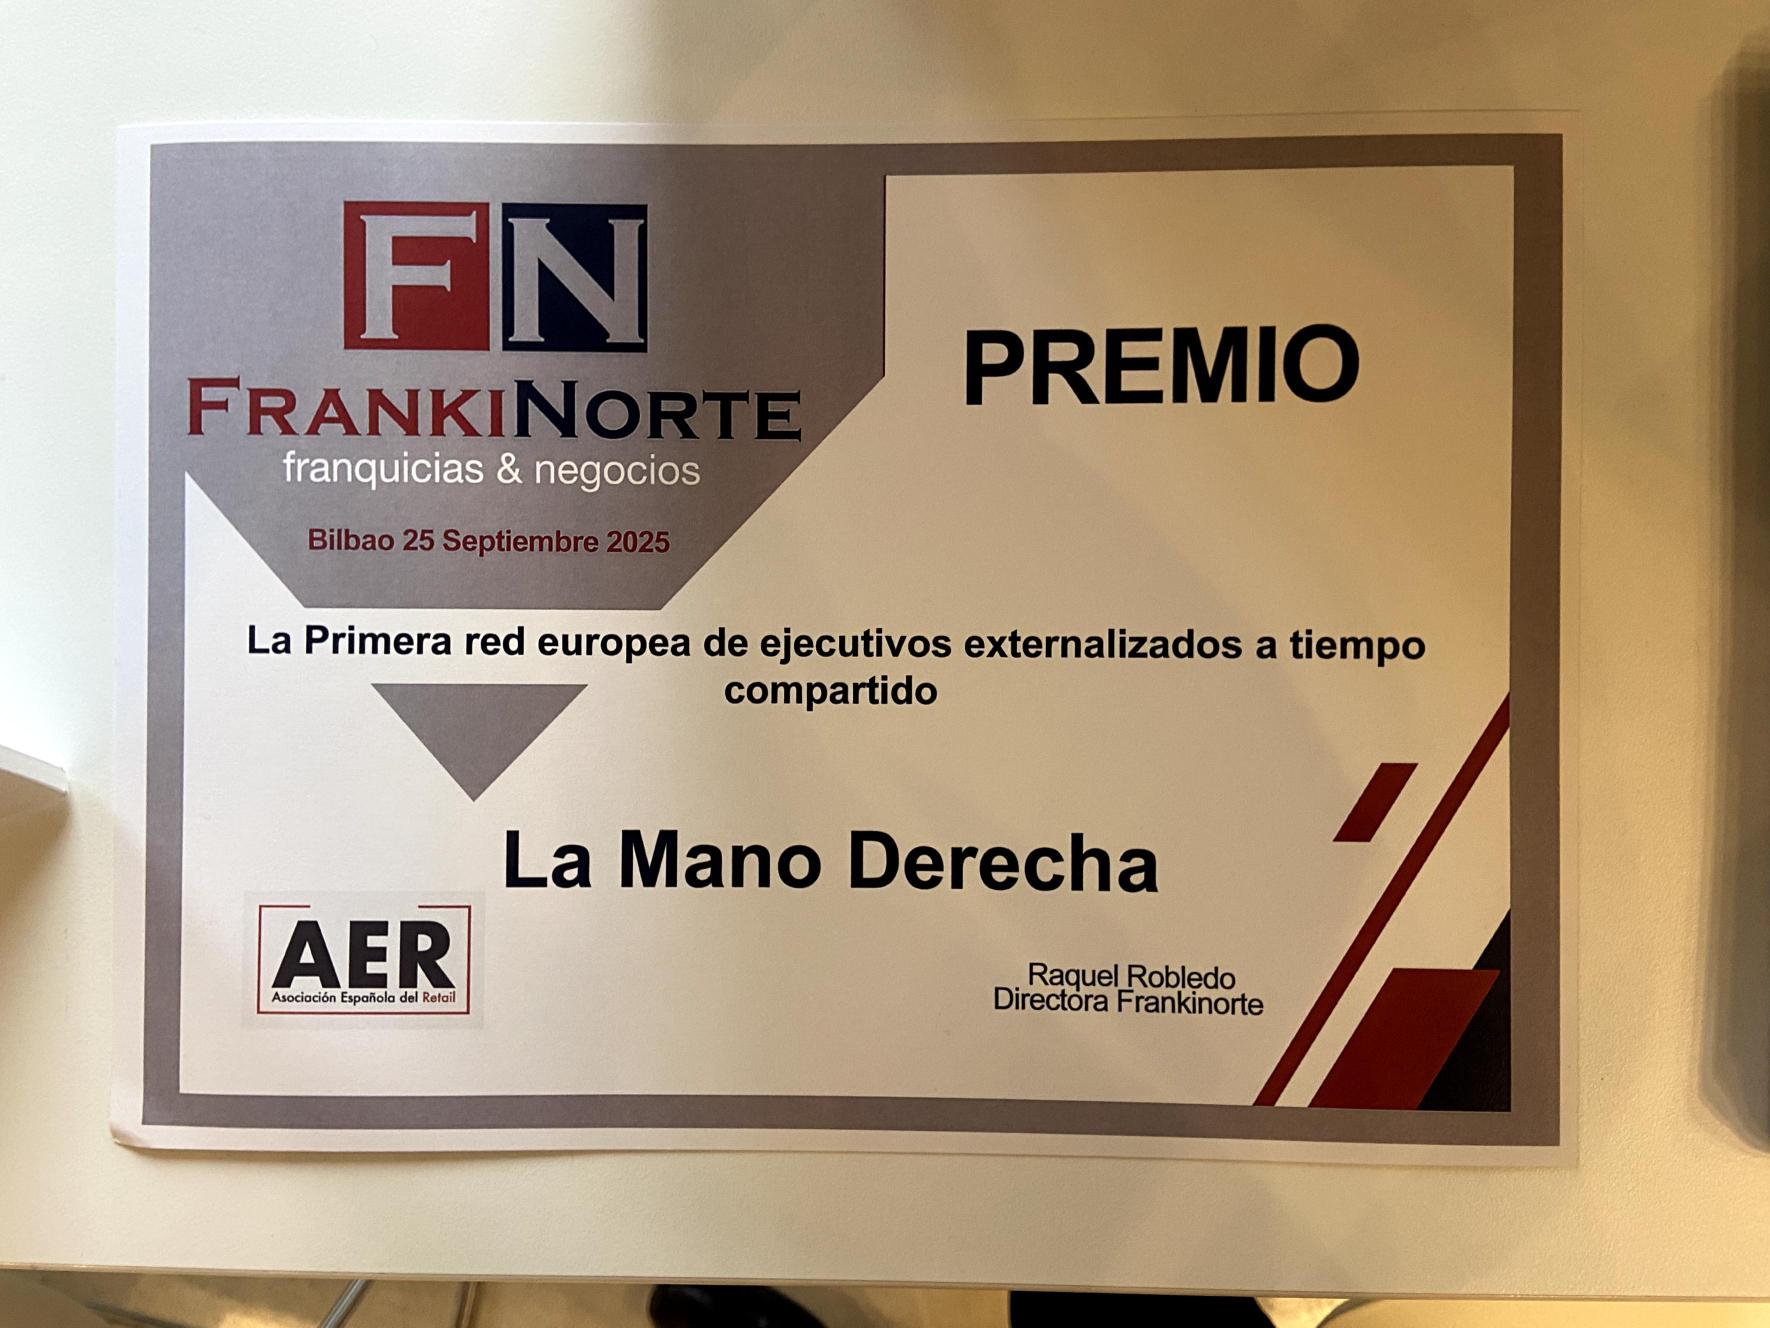 FN
FRANKINORTE
franquicias & negocios
Bilbao 25 Septiembre 2025
PREMIO
La Primera red europea de ejecutivos externalizados a tiempo
compartido
La Mano Derecha
AER
Asociación Española del Retail
Raquel Robledo
Directora Frankinorte